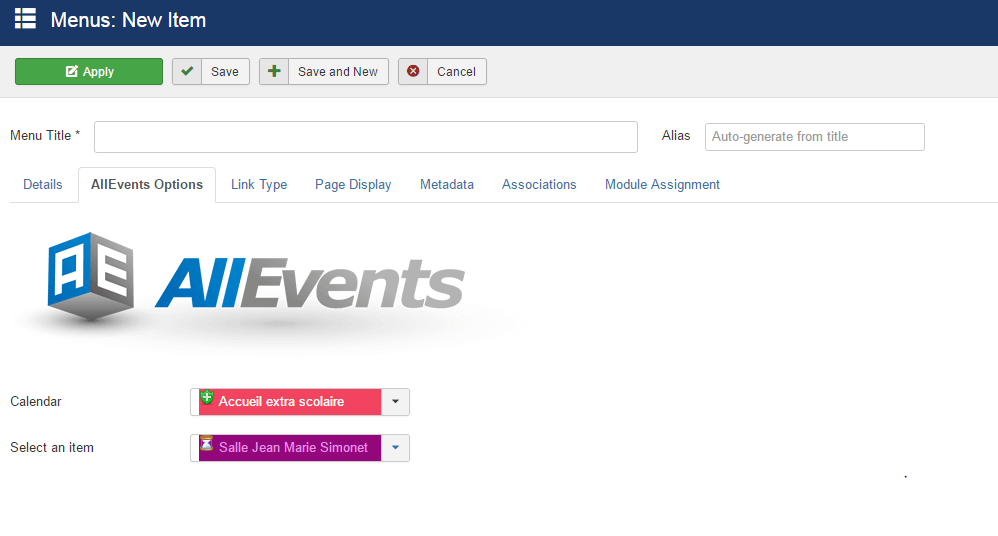 Menus: New Item
Apply Save Save and New Cancel
Menu Title * Alias Auto-generate from title
Details AllEvents Options Link Type Page Display Metadata Associations Module Assignment
AE AllEvents
Calendar Accueil extra scolaire
Select an item Salle Jean Marie Simonet